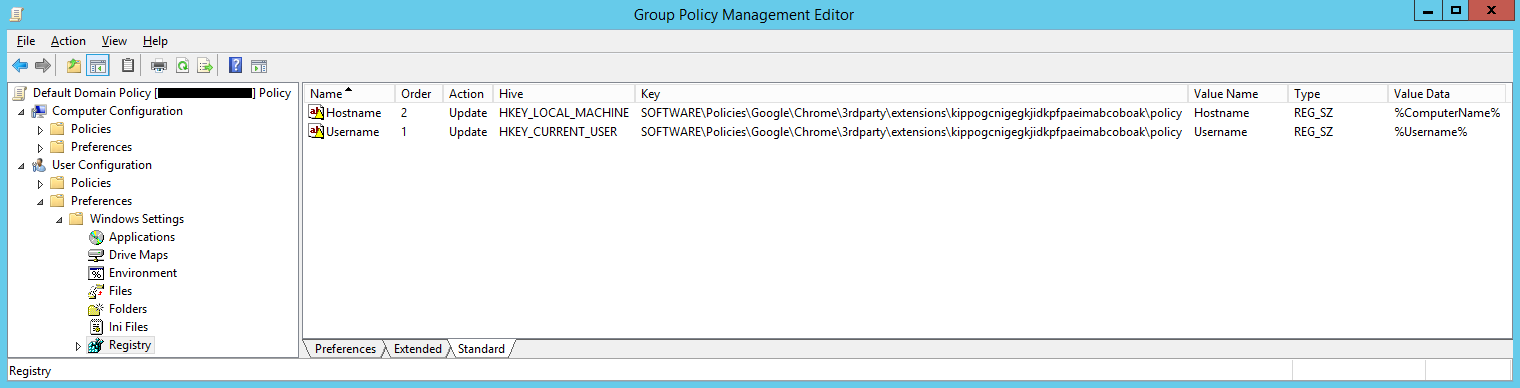 Group Policy Management Editor
File Action View Help
Default Domain Policy [ ] Policy
Computer Configuration
Policies
Preferences
User Configuration
Policies
Preferences
Windows Settings
Applications
Drive Maps
Environment
Files
Folders
Ini Files
Registry
Name Order Action Hive Key Value Name Type Value Data
Hostname 2 Update HKEY_LOCAL_MACHINE SOFTWARE\Policies\Google\Chrome\3rdparty\extensions\kippogcnigegkjidkpfpaeimabcoboak\policy Hostname REG_SZ %ComputerName%
Username 1 Update HKEY_CURRENT_USER SOFTWARE\Policies\Google\Chrome\3rdparty\extensions\kippogcnigegkjidkpfpaeimabcoboak\policy Username REG_SZ %Username%
Preferences Extended Standard
Registry